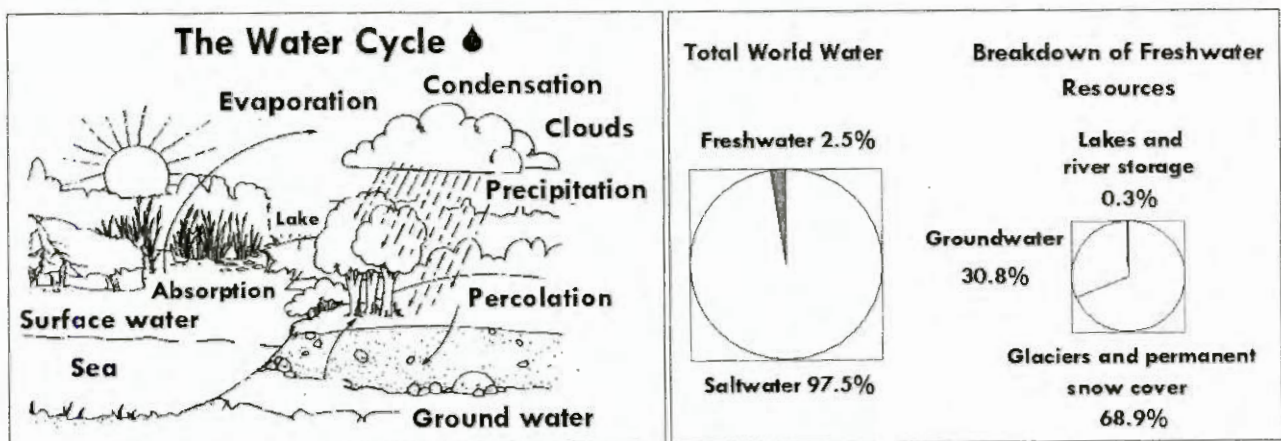 The Water Cycle
Evaporation
Condensation
Clouds
Precipitation
Lake
Absorption
Percolation
Surface water
Sea
Ground water
Total World Water
Freshwater 2.5%
Saltwater 97.5%
Breakdown of Freshwater
Resources
Lakes and
river storage
0.3%
Groundwater
30.8%
Glaciers and permanent
snow cover
68.9%